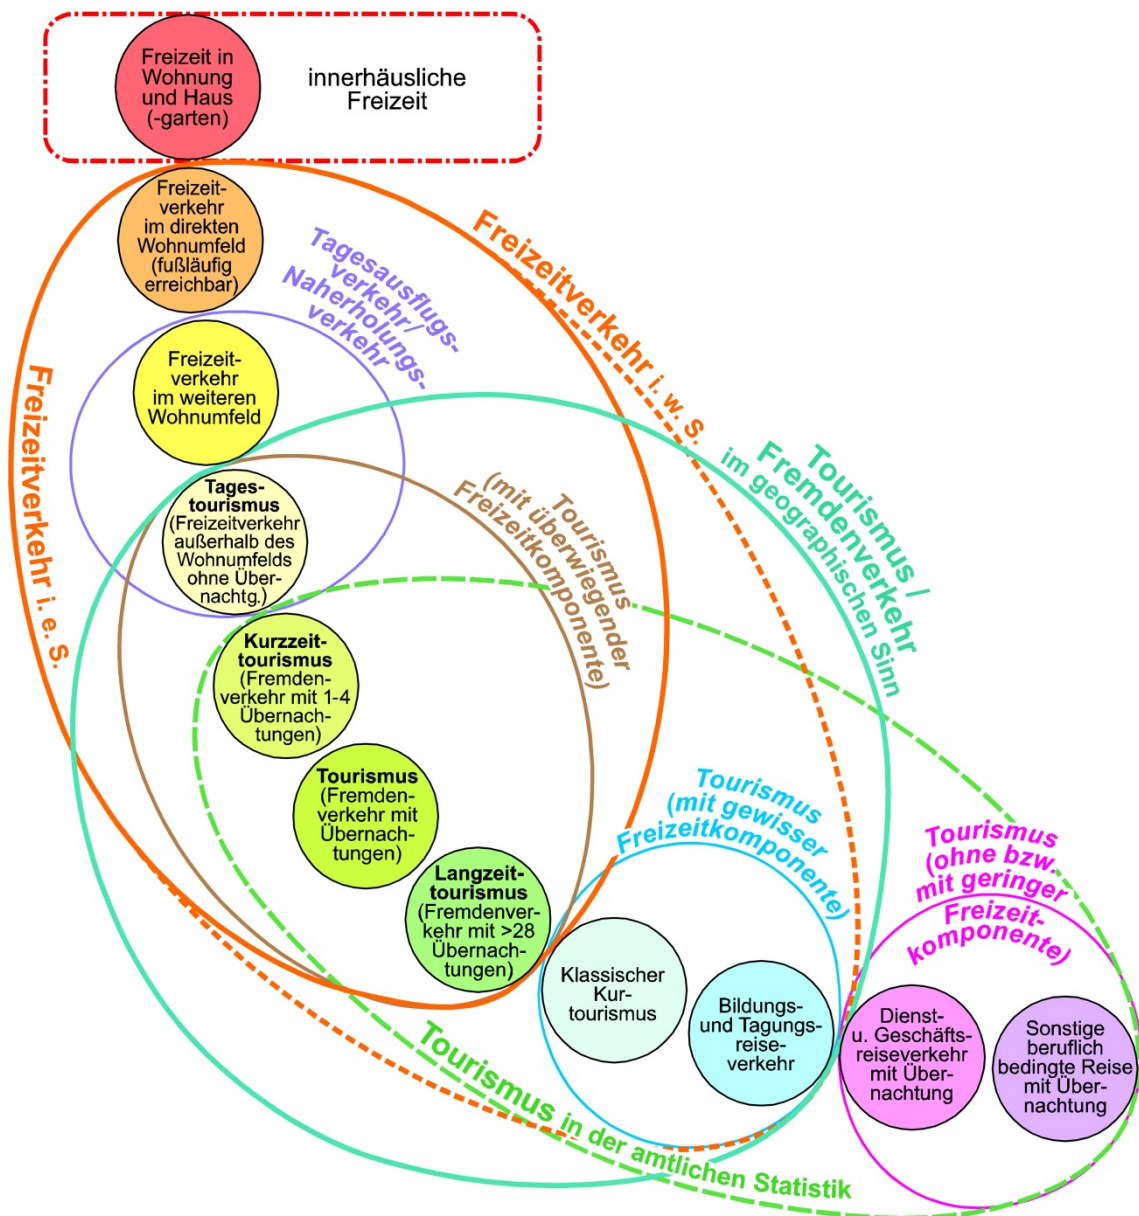 Freizeit in
Wohnung
und Haus
(-garten)
innerhäusliche
Freizeit
Freizeit-
verkehr
im direkten
Wohnumfeld
(fußläufig
erreichbar)
Tagesausflugs-
verkehr/
Naherholungs-
verkehr
Freizeitverkehr i. w. S.
Freizeitverkehr i. e. S.
Freizeit-
verkehr
im weiteren
Wohnumfeld
Tourismus /
Fremdenverkehr
im geographischen Sinn
Tages-
tourismus
(Freizeitverkehr
außerhalb des
Wohnumfelds
ohne Über-
nachtg.)
Tourismus
(mit überwiegender
Freizeitkomponente)
Kurzzeit-
tourismus
(Fremden-
verkehr mit 1-4
Übernach-
tungen)
Tourismus
(Fremden-
verkehr mit
Übernach-
tungen)
Langzeit-
tourismus
(Fremdenver-
kehr mit >28
Übernach-
tungen)
Tourismus
(mit gewisser
Freizeitkomponente)
Klassischer
Kur-
tourismus
Bildungs-
und Tagungs-
reise-
verkehr
Tourismus
(ohne bzw.
mit geringer
Freizeit-
komponente)
Dienst-
u. Geschäfts-
reiseverkehr
mit Über-
nachtung
Sonstige
beruflich
bedingte Reise
mit Über-
nachtung
Tourismus in der amtlichen Statistik